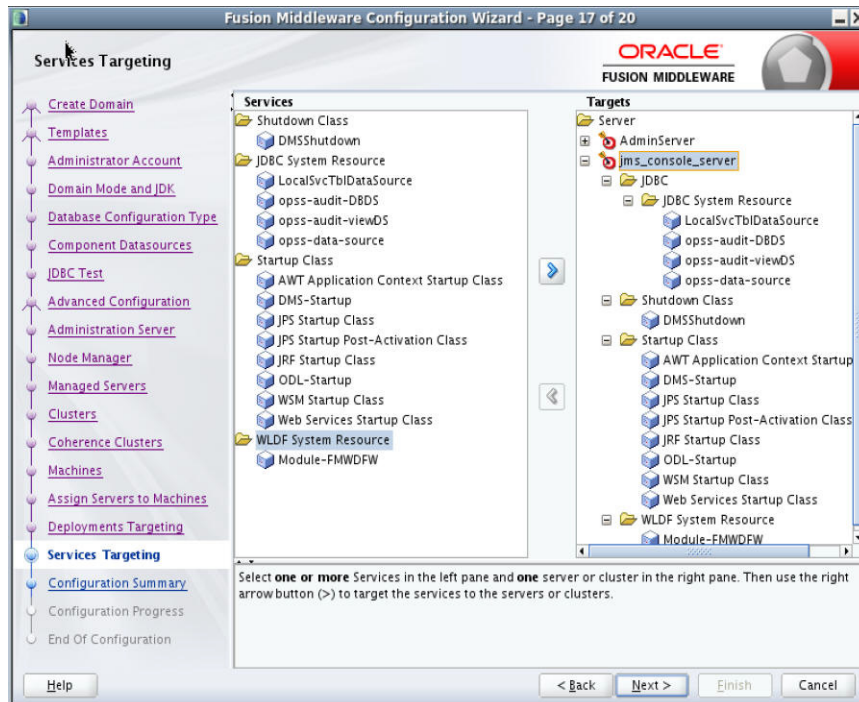 Fusion Middleware Configuration Wizard - Page 17 of 20
Services Targeting
ORACLE
FUSION MIDDLEWARE
Create Domain
Templates
Administrator Account
Domain Mode and JDK
Database Configuration Type
Component Datasources
JDBC Test
Advanced Configuration
Administration Server
Node Manager
Managed Servers
Clusters
Coherence Clusters
Machines
Assign Servers to Machines
Deployments Targeting
Services Targeting
Configuration Summary
Configuration Progress
End Of Configuration
Services
Shutdown Class
DMSShutdown
JDBC System Resource
LocalSvcTblDataSource
opss-audit-DBDS
opss-audit-viewDS
opss-data-source
Startup Class
AWT Application Context Startup Class
DMS-Startup
JPS Startup Class
JPS Startup Post-Activation Class
JRF Startup Class
ODL-Startup
WSM Startup Class
Web Services Startup Class
WLDF System Resource
Module-FMWDFW
Targets
Server
AdminServer
jms_console_server
JDBC
JDBC System Resource
LocalSvcTblDataSource
opss-audit-DBDS
opss-audit-viewDS
opss-data-source
Shutdown Class
DMSShutdown
Startup Class
AWT Application Context Startup
DMS-Startup
JPS Startup Class
JPS Startup Post-Activation Class
JRF Startup Class
ODL-Startup
WSM Startup Class
Web Services Startup Class
WLDF System Resource
Module-FMWDFW
Select one or more Services in the left pane and one server or cluster in the right pane. Then use the right
arrow button (>) to target the services to the servers or clusters.
Help
< Back
Next >
Finish
Cancel